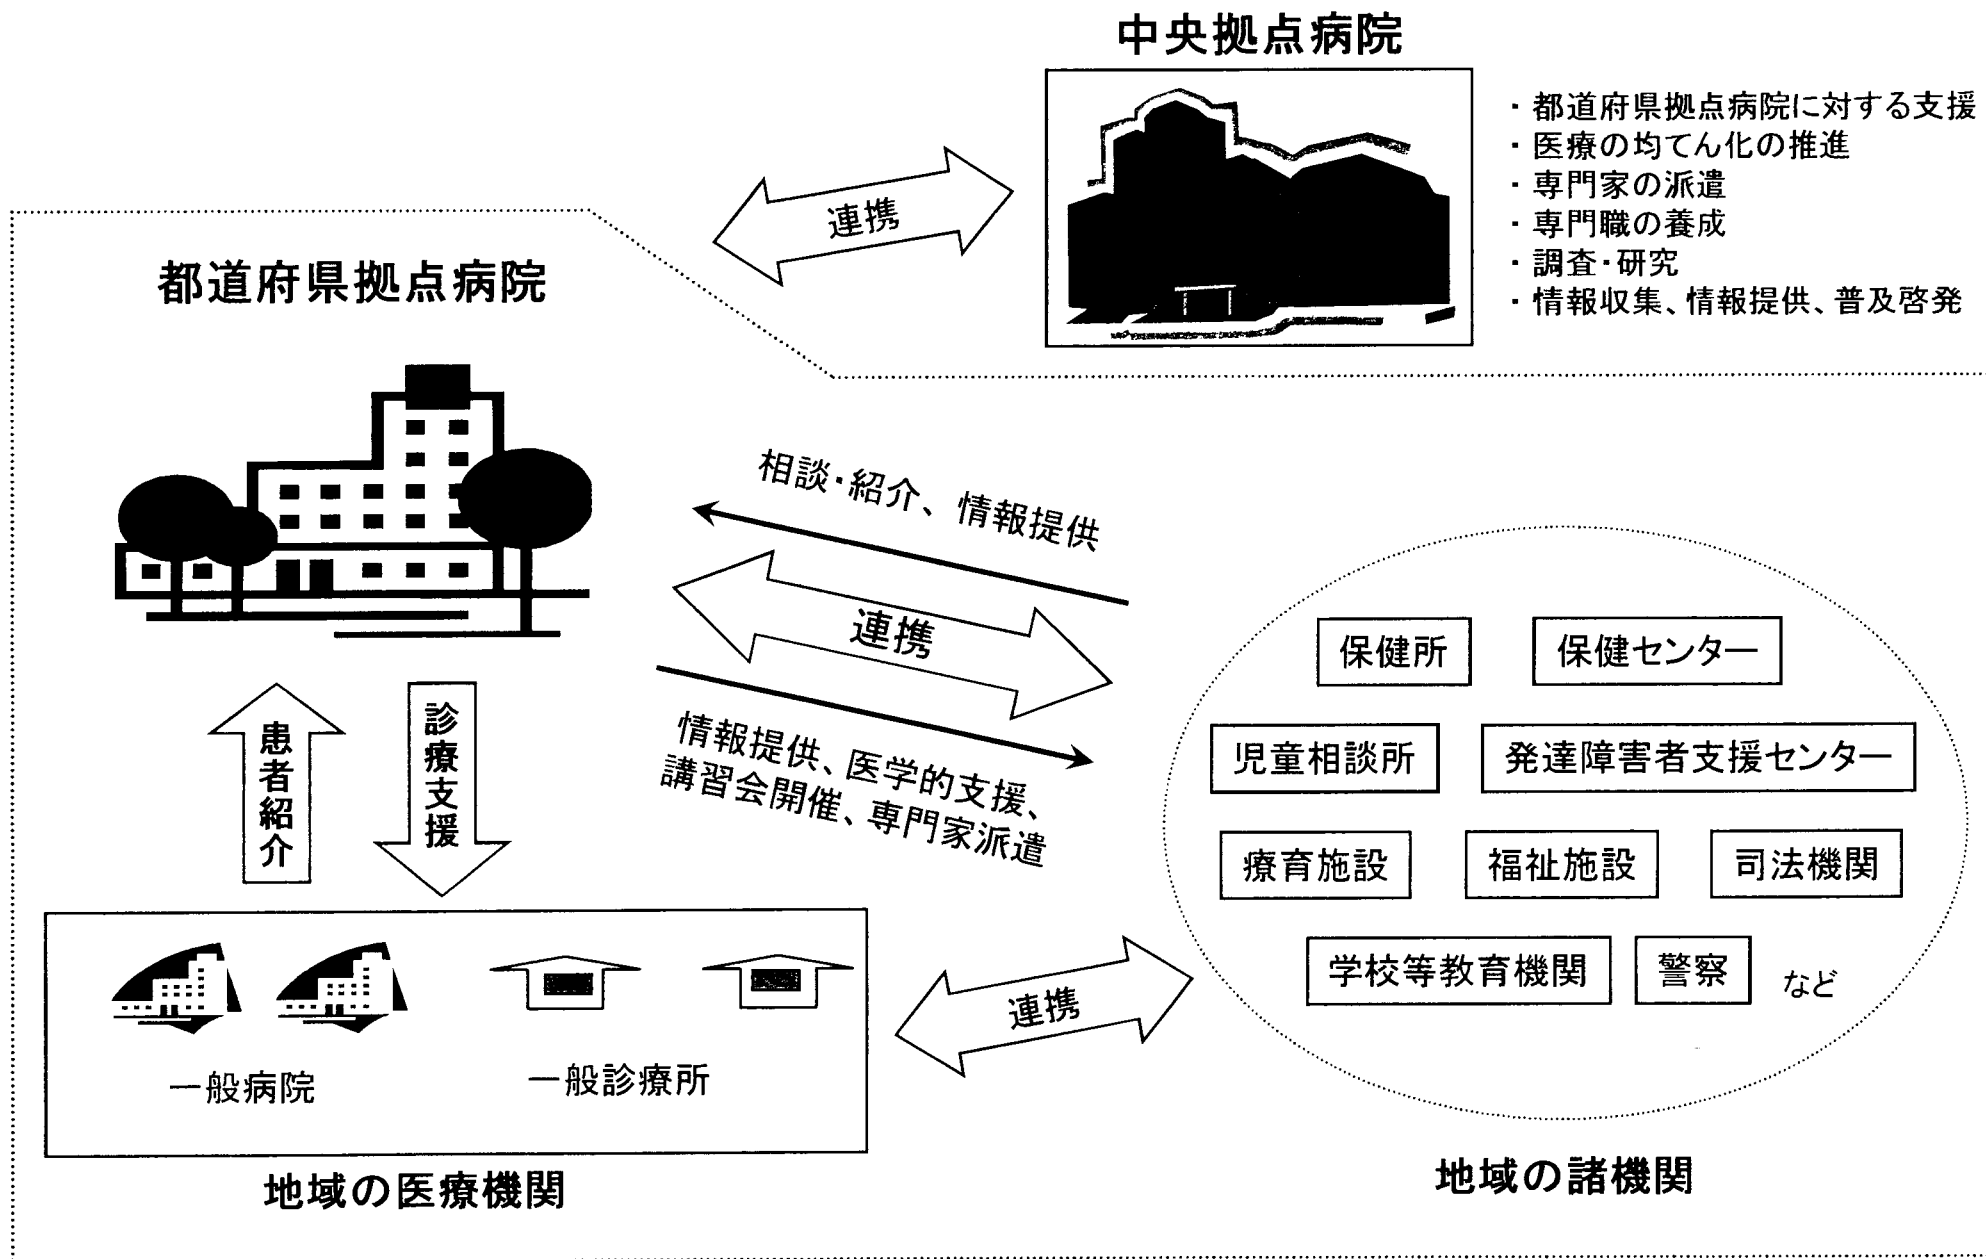 中央拠点病院
・都道府県拠点病院に対する支援
・医療の均てん化の推進
・専門家の派遣
・専門職の養成
・調査・研究
・情報収集、情報提供、普及啓発
連携
都道府県拠点病院
相談・紹介、情報提供
連携
情報提供、医学的支援、
講習会開催、専門家派遣
患者紹介
診療支援
保健所
保健センター
児童相談所
発達障害者支援センター
療育施設
福祉施設
司法機関
学校等教育機関
警察
など
連携
一般病院
一般診療所
地域の医療機関
地域の諸機関